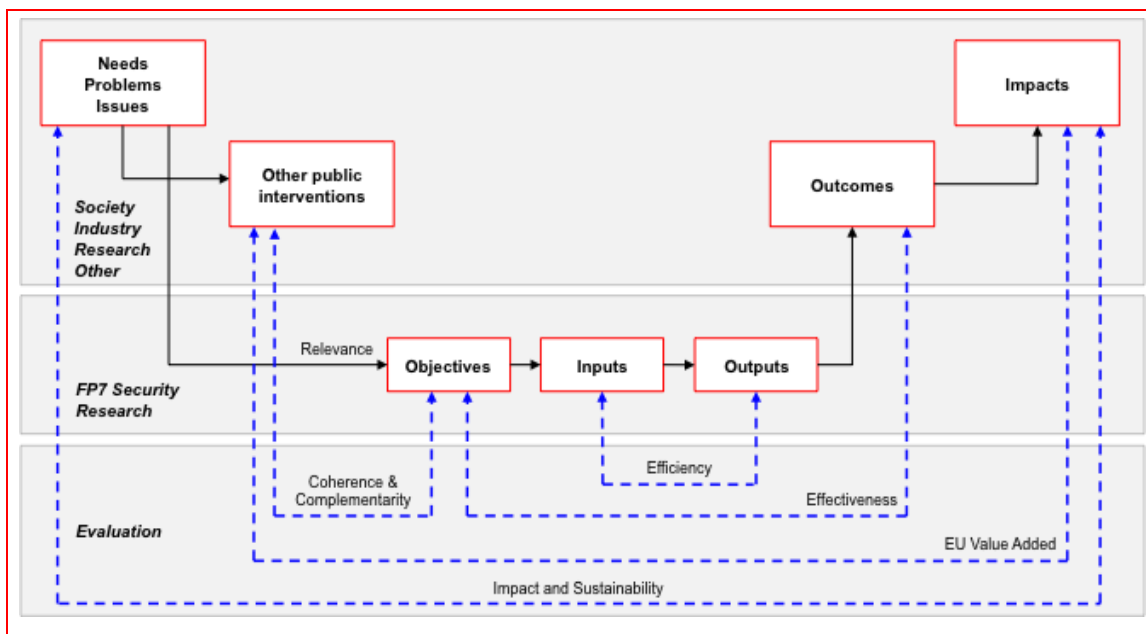 Needs
Problems
Issues
Impacts
Other public
interventions
Outcomes
Society
Industry
Research
Other
Relevance
Objectives
Inputs
Outputs
FP7 Security
Research
Efficiency
Coherence &
Complementarity
Effectiveness
Evaluation
EU Value Added
Impact and Sustainability